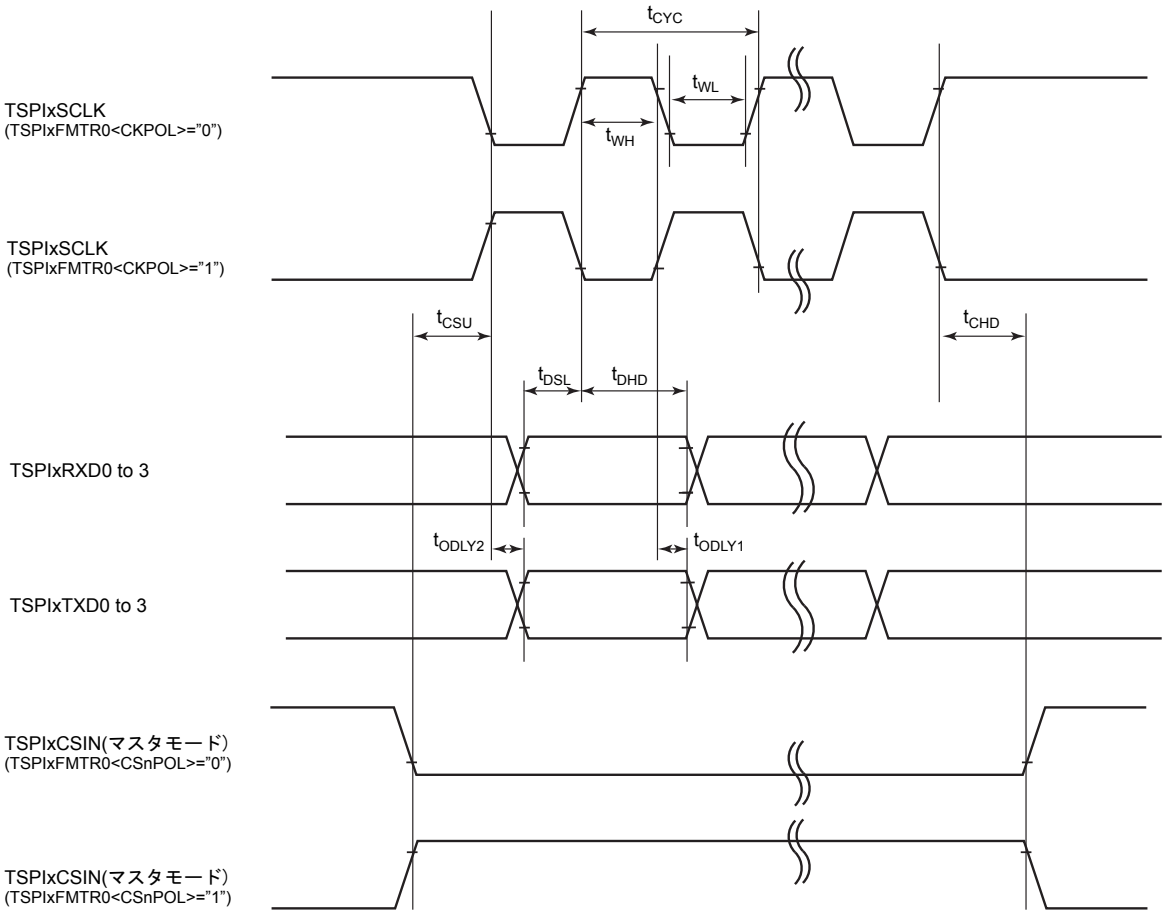 tCYC
TSPIxSCLK
(TSPIxFMTR0<CKPOL>="0")
tWL
tWH
TSPIxSCLK
(TSPIxFMTR0<CKPOL>="1")
tCSU
tCHD
tDSL
tDHD
TSPIxRXD0 to 3
tODLY2
tODLY1
TSPIxTXD0 to 3
TSPIxCSIN(マスタモード)
(TSPIxFMTR0<CSnPOL>="0")
TSPIxCSIN(マスタモード)
(TSPIxFMTR0<CSnPOL>="1")